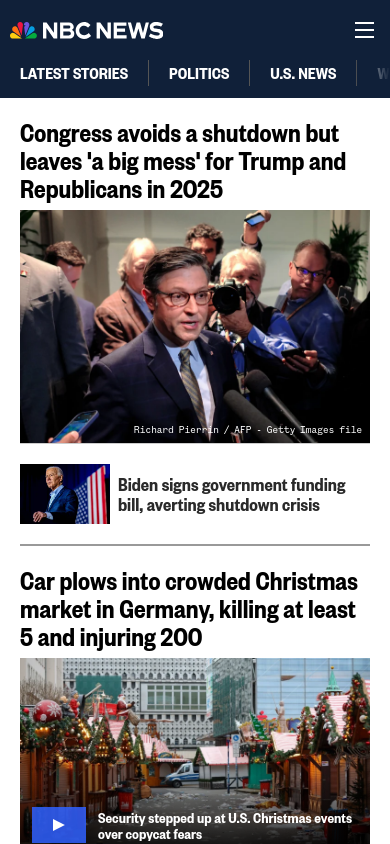 NBC NEWS
LATEST STORIES POLITICS U.S. NEWS
Congress avoids a shutdown but
leaves 'a big mess' for Trump and
Republicans in 2025
Richard Pierrin / AFP - Getty Images file
Biden signs government funding
bill, averting shutdown crisis
Car plows into crowded Christmas
market in Germany, killing at least
5 and injuring 200
Security stepped up at U.S. Christmas events
over copycat fears